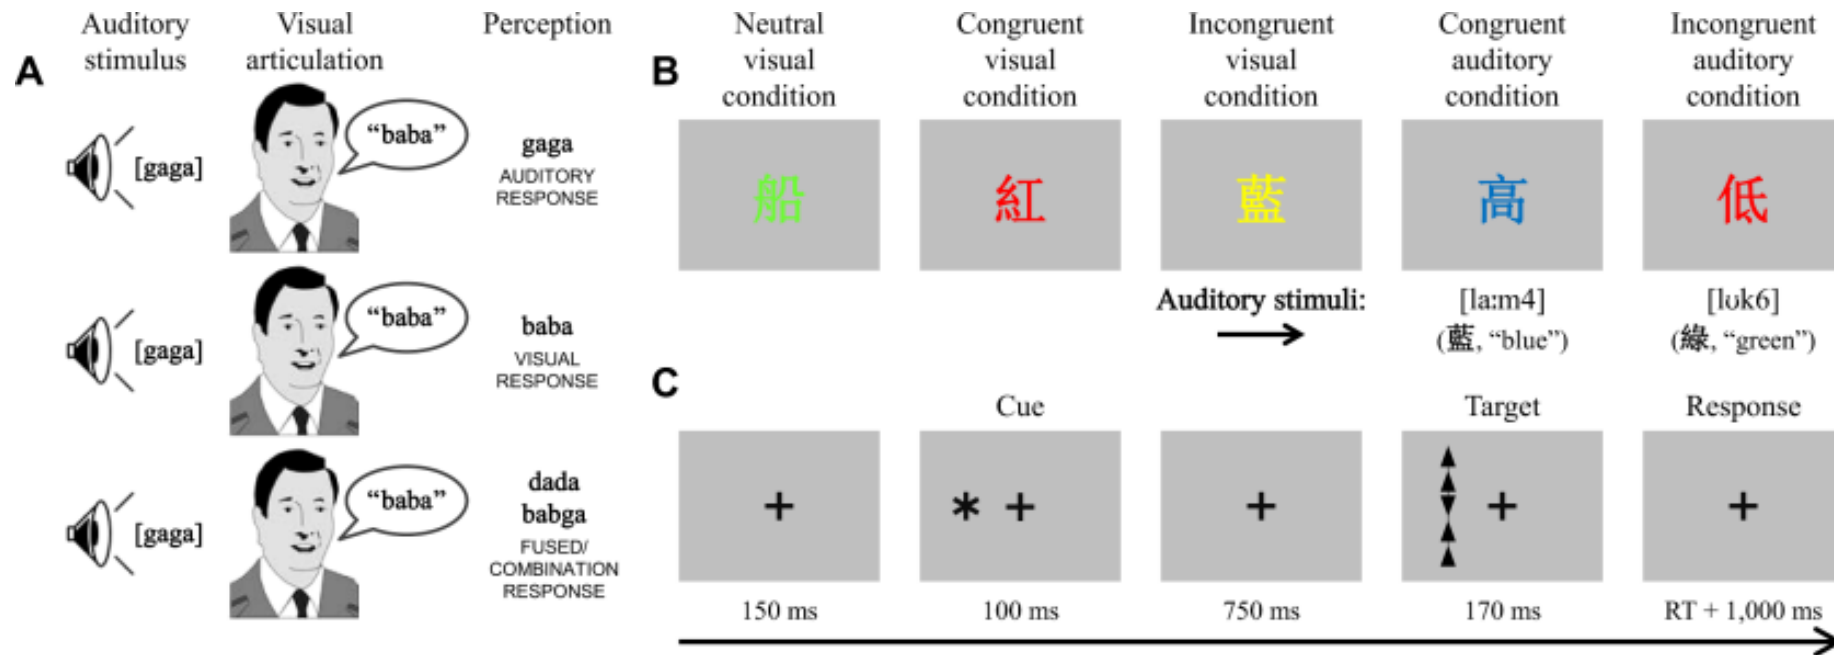 A
Auditory
stimulus
Visual
articulation
Perception
[gaga]
“baba”
gaga
AUDITORY
RESPONSE
[gaga]
“baba”
baba
VISUAL
RESPONSE
[gaga]
“baba”
dada
babga
FUSED/
COMBINATION
RESPONSE
B
Neutral
visual
condition
Congruent
visual
condition
Incongruent
visual
condition
Congruent
auditory
condition
Incongruent
auditory
condition
船
紅
藍
高
低
Auditory stimuli:
[la:m4]
(藍, “blue”)
[lʊk6]
(綠, “green”)
C
Cue
Target
Response
+
* +
+
+
+
150 ms
100 ms
750 ms
170 ms
RT + 1,000 ms